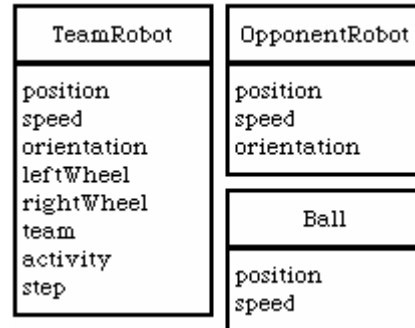 TeamRobot
position
speed
orientation
leftWheel
rightWheel
team
activity
step
OpponentRobot
position
speed
orientation
Ball
position
speed